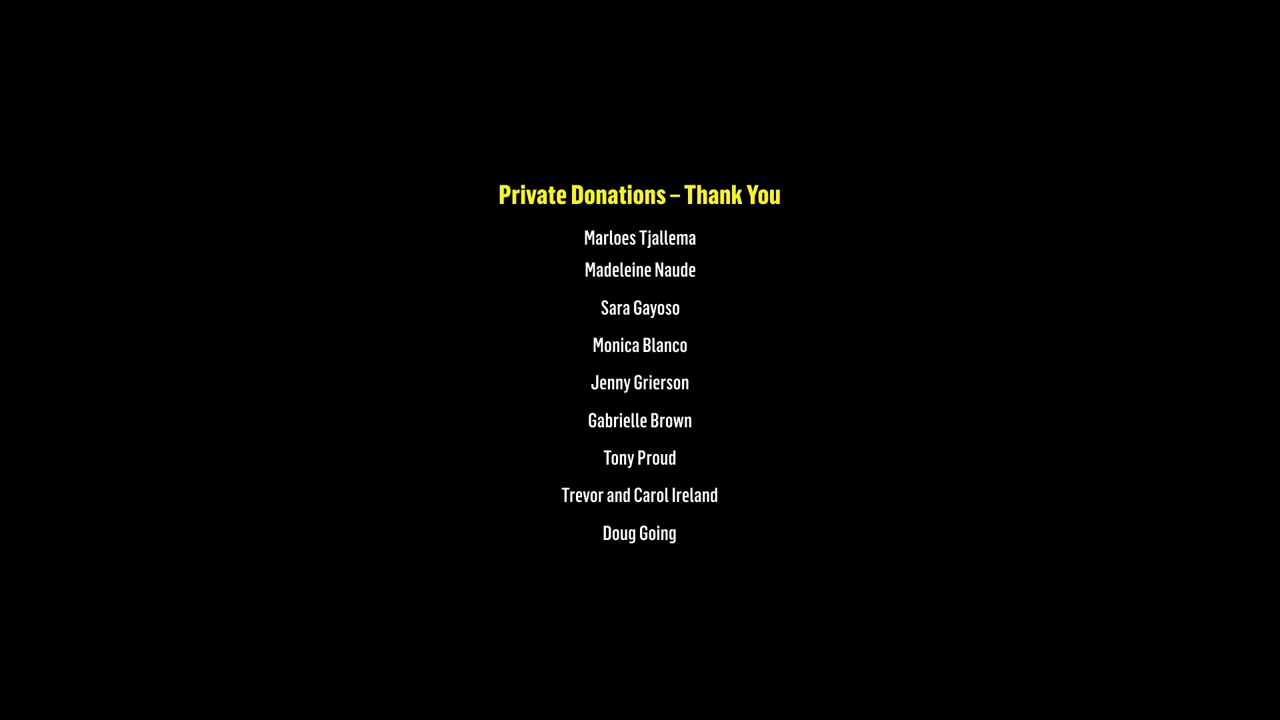 Private Donations – Thank You
Marloes Tjallema
Madeleine Naude
Sara Gayoso
Monica Blanco
Jenny Grierson
Gabrielle Brown
Tony Proud
Trevor and Carol Ireland
Doug Going